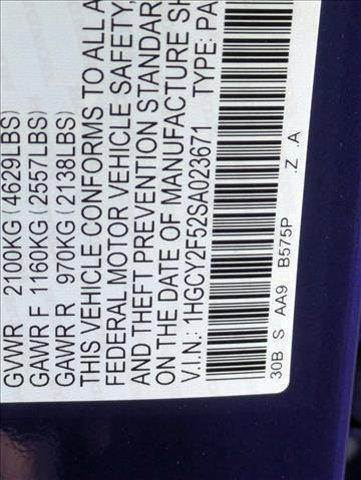 GVWR 2100KG (4629LBS)
GAWR F 1160KG (2557LBS)
GAWR R 970KG (2138LBS)
THIS VEHICLE CONFORMS TO ALL A
FEDERAL MOTOR VEHICLE SAFETY,
AND THEFT PREVENTION STANDAR
ON THE DATE OF MANUFACTURE SH
V.I.N.: 1HGCY2F52SA023671 TYPE: PA
30B S AA9 B575P .Z .A